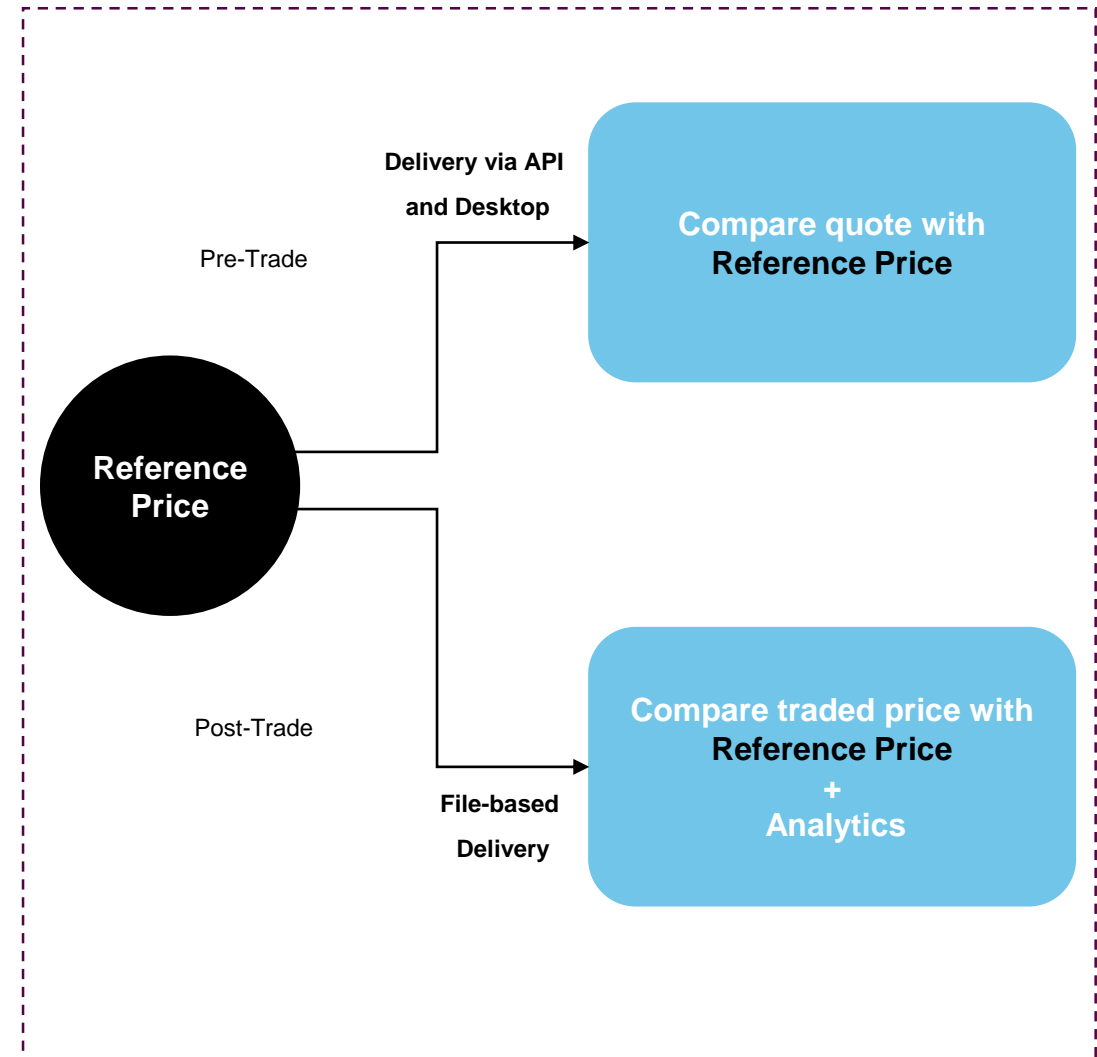 Delivery via API
and Desktop
Compare quote with
Reference Price
Pre-Trade
Reference
Price
Post-Trade
Compare traded price with
Reference Price
+
Analytics
File-based
Delivery